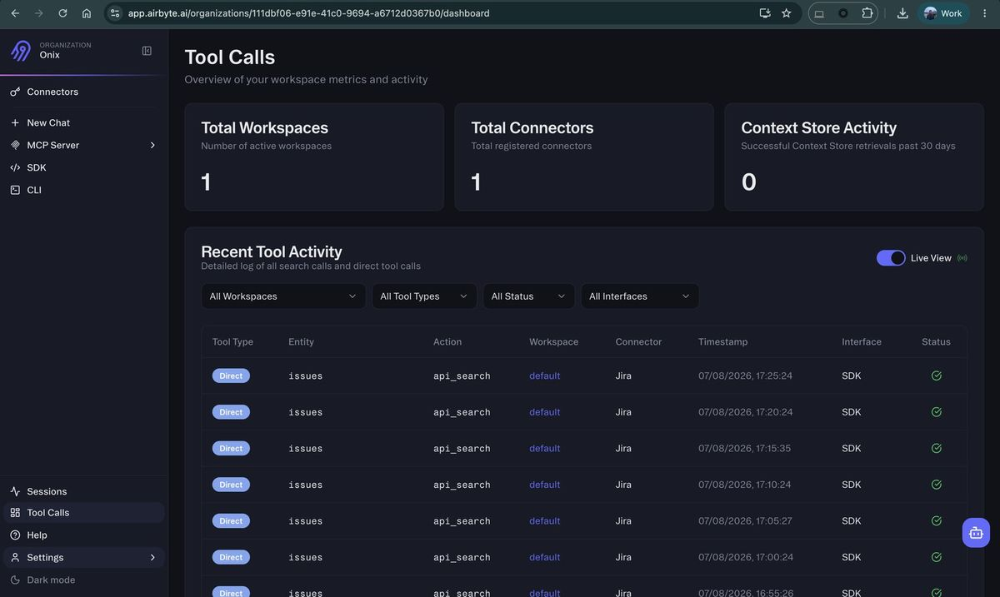 app.airbyte.ai/organizations/111dbf06-e91e-41c0-9694-a6712d0367b0/dashboard
Work
ORGANIZATION
Onix
Connectors
New Chat
MCP Server
SDK
CLI
Sessions
Tool Calls
Help
Settings
Dark mode
Tool Calls
Overview of your workspace metrics and activity
Total Workspaces
Number of active workspaces
1
Total Connectors
Total registered connectors
1
Context Store Activity
Successful Context Store retrievals past 30 days
0
Recent Tool Activity
Detailed log of all search calls and direct tool calls
Live View
All Workspaces All Tool Types All Status All Interfaces
Tool Type Entity Action Workspace Connector Timestamp Interface Status
Direct issues api_search default Jira 07/08/2026, 17:25:24 SDK
Direct issues api_search default Jira 07/08/2026, 17:20:24 SDK
Direct issues api_search default Jira 07/08/2026, 17:15:35 SDK
Direct issues api_search default Jira 07/08/2026, 17:10:24 SDK
Direct issues api_search default Jira 07/08/2026, 17:05:27 SDK
Direct issues api_search default Jira 07/08/2026, 17:00:24 SDK
Direct issues api_search default Jira 07/08/2026, 16:55:26 SDK